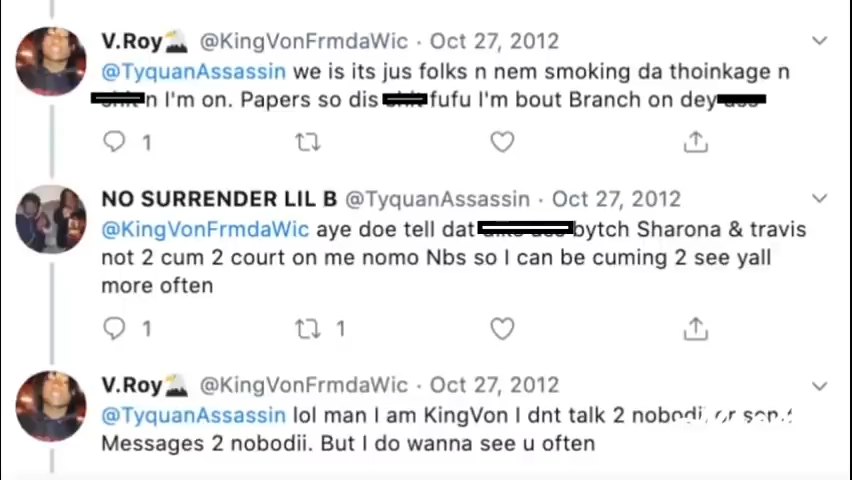 V.Roy @KingVonFrmdaWic · Oct 27, 2012
@TyquanAssassin we is its jus folks n nem smoking da thoinkage n
n I'm on. Papers so dis fufu I'm bout Branch on dey
1
NO SURRENDER LIL B @TyquanAssassin · Oct 27, 2012
@KingVonFrmdaWic aye doe tell dat bytch Sharona & travis
not 2 cum 2 court on me nomo Nbs so I can be cuming 2 see yall
more often
1 1
V.Roy @KingVonFrmdaWic · Oct 27, 2012
@TyquanAssassin lol man I am KingVon I dnt talk 2 nobodii or
Messages 2 nobodii. But I do wanna see u often